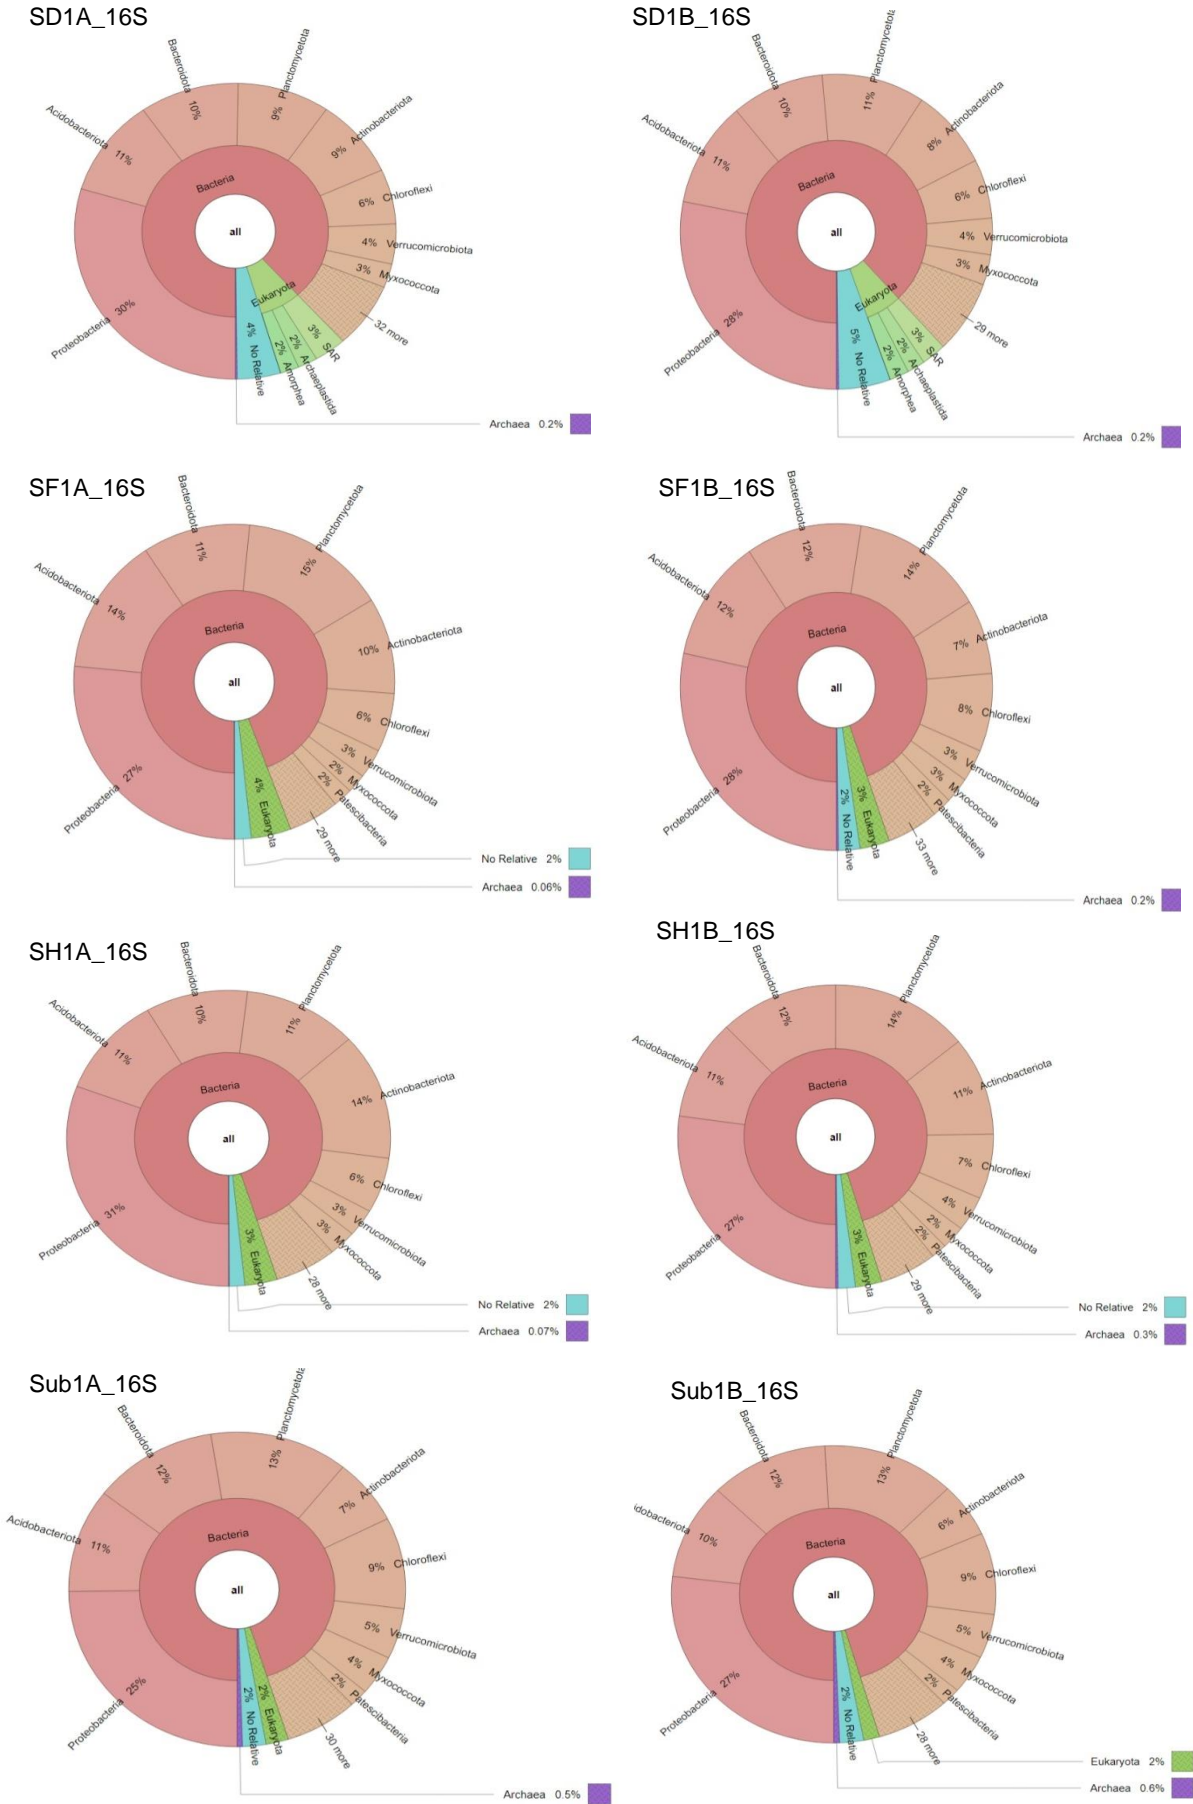 SD1A_16S
Bacteroidota 10%
Planctomycetota 9%
Acidobacteriota 11%
9% Actinobacteriota
Bacteria
6% Chloroflexi
all
4% Verrucomicrobiota
3% Myxococcota
Eukaryota
Proteobacteria 30%
32 more
4% No Relative
2% Amorphea
2% Archaeplastida
3% SAR
Archaea 0.2%
SD1B_16S
Bacteroidota 10%
Planctomycetota 11%
Acidobacteriota 11%
8% Actinobacteriota
Bacteria
6% Chloroflexi
all
4% Verrucomicrobiota
3% Myxococcota
Eukaryota
Proteobacteria 28%
29 more
5% No Relative
2% Amorphea
2% Archaeplastida
3% SAR
Archaea 0.2%
SF1A_16S
Bacteroidota 11%
15% Planctomycetota
Acidobacteriota 14%
10% Actinobacteriota
Bacteria
all
6% Chloroflexi
3% Verrucomicrobiota
2% Myxococcota
2% Patescibacteria
Proteobacteria 27%
4% Eukaryota
29 more
No Relative 2%
Archaea 0.06%
SF1B_16S
Bacteroidota 12%
14% Planctomycetota
Acidobacteriota 12%
7% Actinobacteriota
Bacteria
all
8% Chloroflexi
3% Verrucomicrobiota
3% Myxococcota
2% Patescibacteria
Proteobacteria 28%
2% No Relative
3% Eukaryota
33 more
Archaea 0.2%
SH1A_16S
Bacteroidota 10%
11% Planctomycetota
Acidobacteriota 11%
14% Actinobacteriota
Bacteria
all
6% Chloroflexi
3% Verrucomicrobiota
3% Myxococcota
Proteobacteria 31%
3% Eukaryota
28 more
No Relative 2%
Archaea 0.07%
SH1B_16S
Bacteroidota 12%
14% Planctomycetota
Acidobacteriota 11%
11% Actinobacteriota
Bacteria
all
7% Chloroflexi
4% Verrucomicrobiota
2% Myxococcota
2% Patescibacteria
Proteobacteria 27%
3% Eukaryota
29 more
No Relative 2%
Archaea 0.3%
Sub1A_16S
Bacteroidota 12%
13% Planctomycetota
Acidobacteriota 11%
7% Actinobacteriota
Bacteria
all
9% Chloroflexi
5% Verrucomicrobiota
4% Myxococcota
2% Patescibacteria
Proteobacteria 25%
2% No Relative
2% Eukaryota
30 more
Archaea 0.5%
Sub1B_16S
Bacteroidota 12%
13% Planctomycetota
idobacteriota 10%
6% Actinobacteriota
Bacteria
all
9% Chloroflexi
5% Verrucomicrobiota
4% Myxococcota
2% Patescibacteria
Proteobacteria 27%
2% No Relative
28 more
Eukaryota 2%
Archaea 0.6%